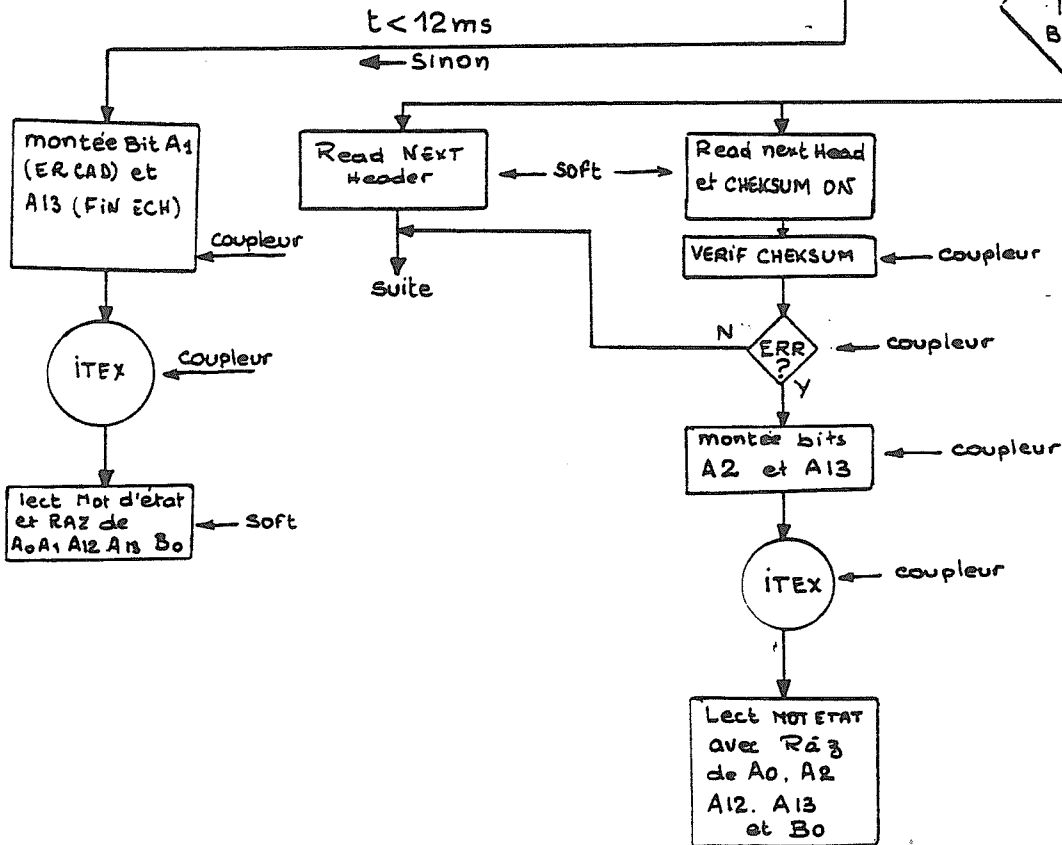 t < 12 ms
sinon
B
montée Bit A1
(ER CAD) et
A13 (FiN ECH)
coupleur
iTEX
coupleur
lect Mot d'état
et RAZ de
A0 A1 A12 A13 B0
soft
Read NEXT
Header
soft
suite
Read next Head
et CHEKSUM ON
VERIF CHEKSUM
coupleur
N
ERR
?
Y
coupleur
montée bits
A2 et A13
coupleur
iTEX
coupleur
Lect MOT ETAT
avec Ráz
de A0, A2
A12. A13
et B0